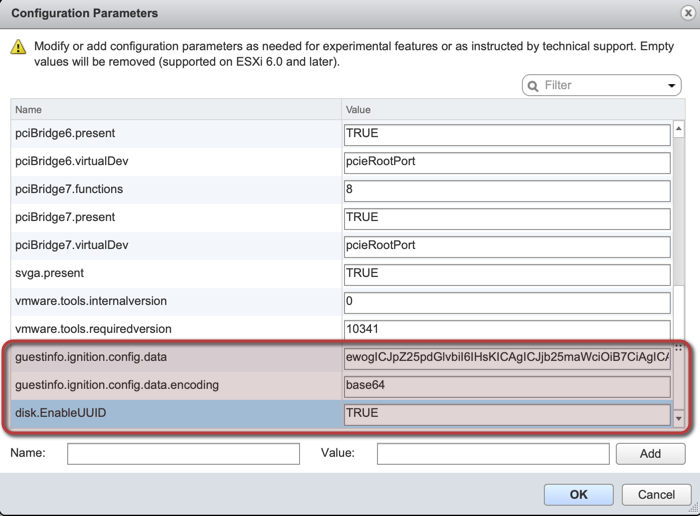 Configuration Parameters
Modify or add configuration parameters as needed for experimental features or as instructed by technical support. Empty
values will be removed (supported on ESXi 6.0 and later).
Filter
Name Value
pciBridge6.present TRUE
pciBridge6.virtualDev pcieRootPort
pciBridge7.functions 8
pciBridge7.present TRUE
pciBridge7.virtualDev pcieRootPort
svga.present TRUE
vmware.tools.internalversion 0
vmware.tools.requiredversion 10341
guestinfo.ignition.config.data ewogICJpZ25pdGlvbiI6IHsKICAgICJjb25maWciOiB7CiAgICA
guestinfo.ignition.config.data.encoding base64
disk.EnableUUID TRUE
Name: Value: Add
OK Cancel